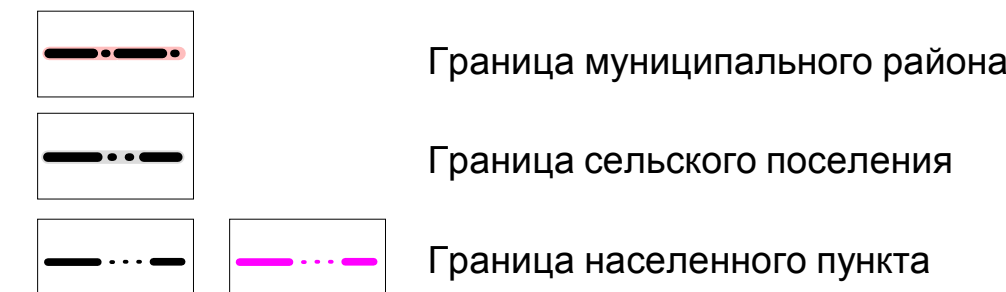 Граница муниципального района
Граница сельского поселения
Граница населенного пункта